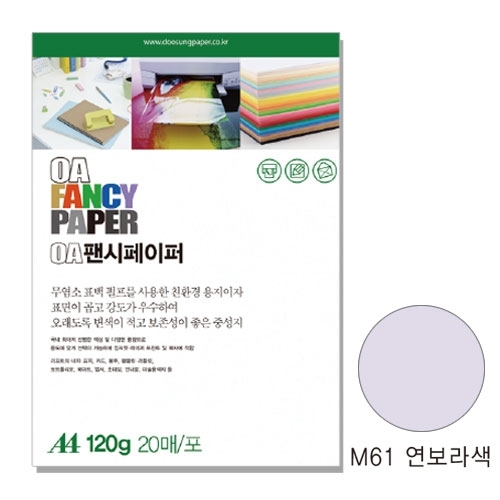 www.doosungpaper.co.kr
OA
FANCY
PAPER
OA팬시페이퍼
무염소 표백 펄프를 사용한 친환경 용지이자
표면이 곱고 강도가 우수하여
오래도록 변색이 적고 보존성이 좋은 중성지
A4 120g 20매/포
M61 연보라색